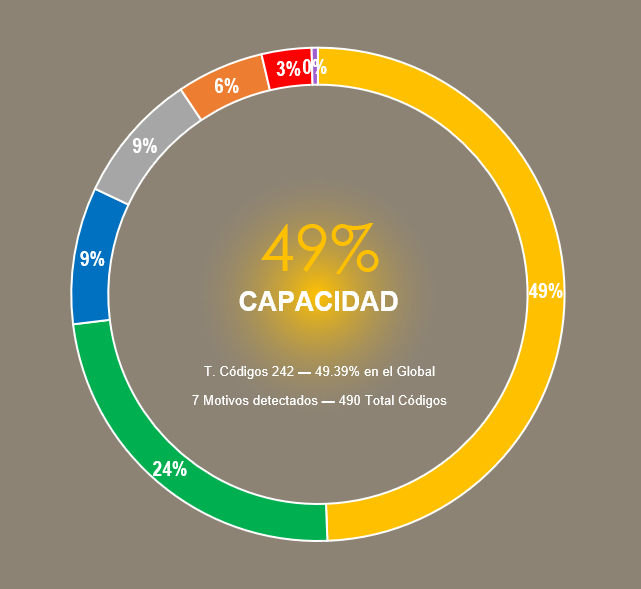 3%
0%
6%
9%
9%
49%
CAPACIDAD
49%
T. Códigos 242 — 49.39% en el Global
7 Motivos detectados — 490 Total Códigos
24%